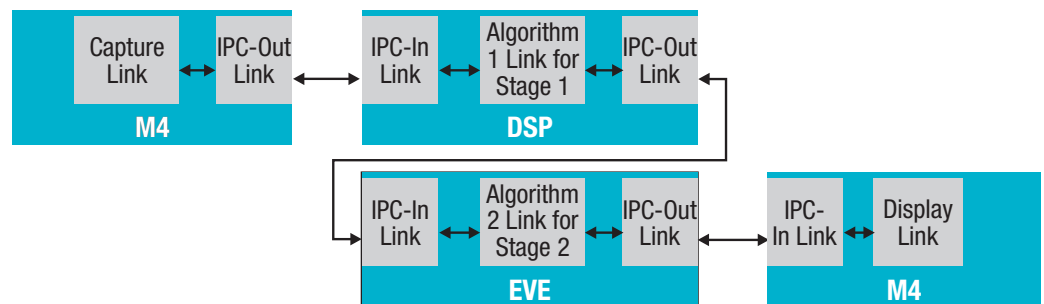 Capture
Link
IPC-Out
Link
M4
IPC-In
Link
Algorithm
1 Link for
Stage 1
IPC-Out
Link
DSP
IPC-In
Link
Algorithm
2 Link for
Stage 2
IPC-Out
Link
EVE
IPC-
In Link
Display
Link
M4